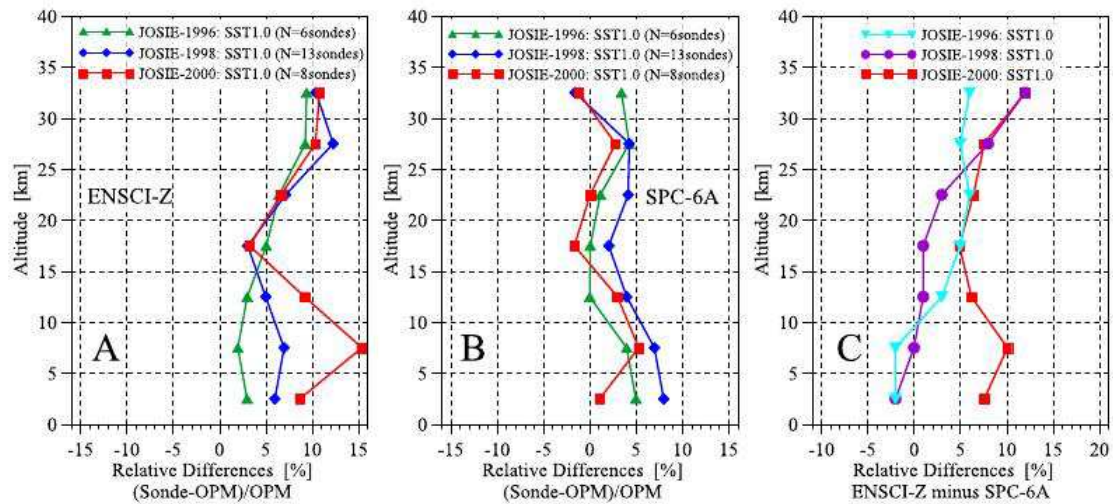 JOSIE-1996: SST1.0 (N=6sondes)
JOSIE-1998: SST1.0 (N=13sondes)
JOSIE-2000: SST1.0 (N=8sondes)
40
35
30
25
20
15
10
5
0
Altitude [km]
ENSCI-Z
A
-15 -10 -5 0 5 10 15
Relative Differences [%]
(Sonde-OPM)/OPM
JOSIE-1996: SST1.0 (N=6sondes)
JOSIE-1998: SST1.0 (N=13sondes)
JOSIE-2000: SST1.0 (N=8sondes)
40
35
30
25
20
15
10
5
0
Altitude [km]
SPC-6A
B
-15 -10 -5 0 5 10 15
Relative Differences [%]
(Sonde-OPM)/OPM
JOSIE-1996: SST1.0
JOSIE-1998: SST1.0
JOSIE-2000: SST1.0
40
35
30
25
20
15
10
5
0
Altitude [km]
C
-10 -5 0 5 10 15 20
Relative Differences [%]
ENSCI-Z minus SPC-6A